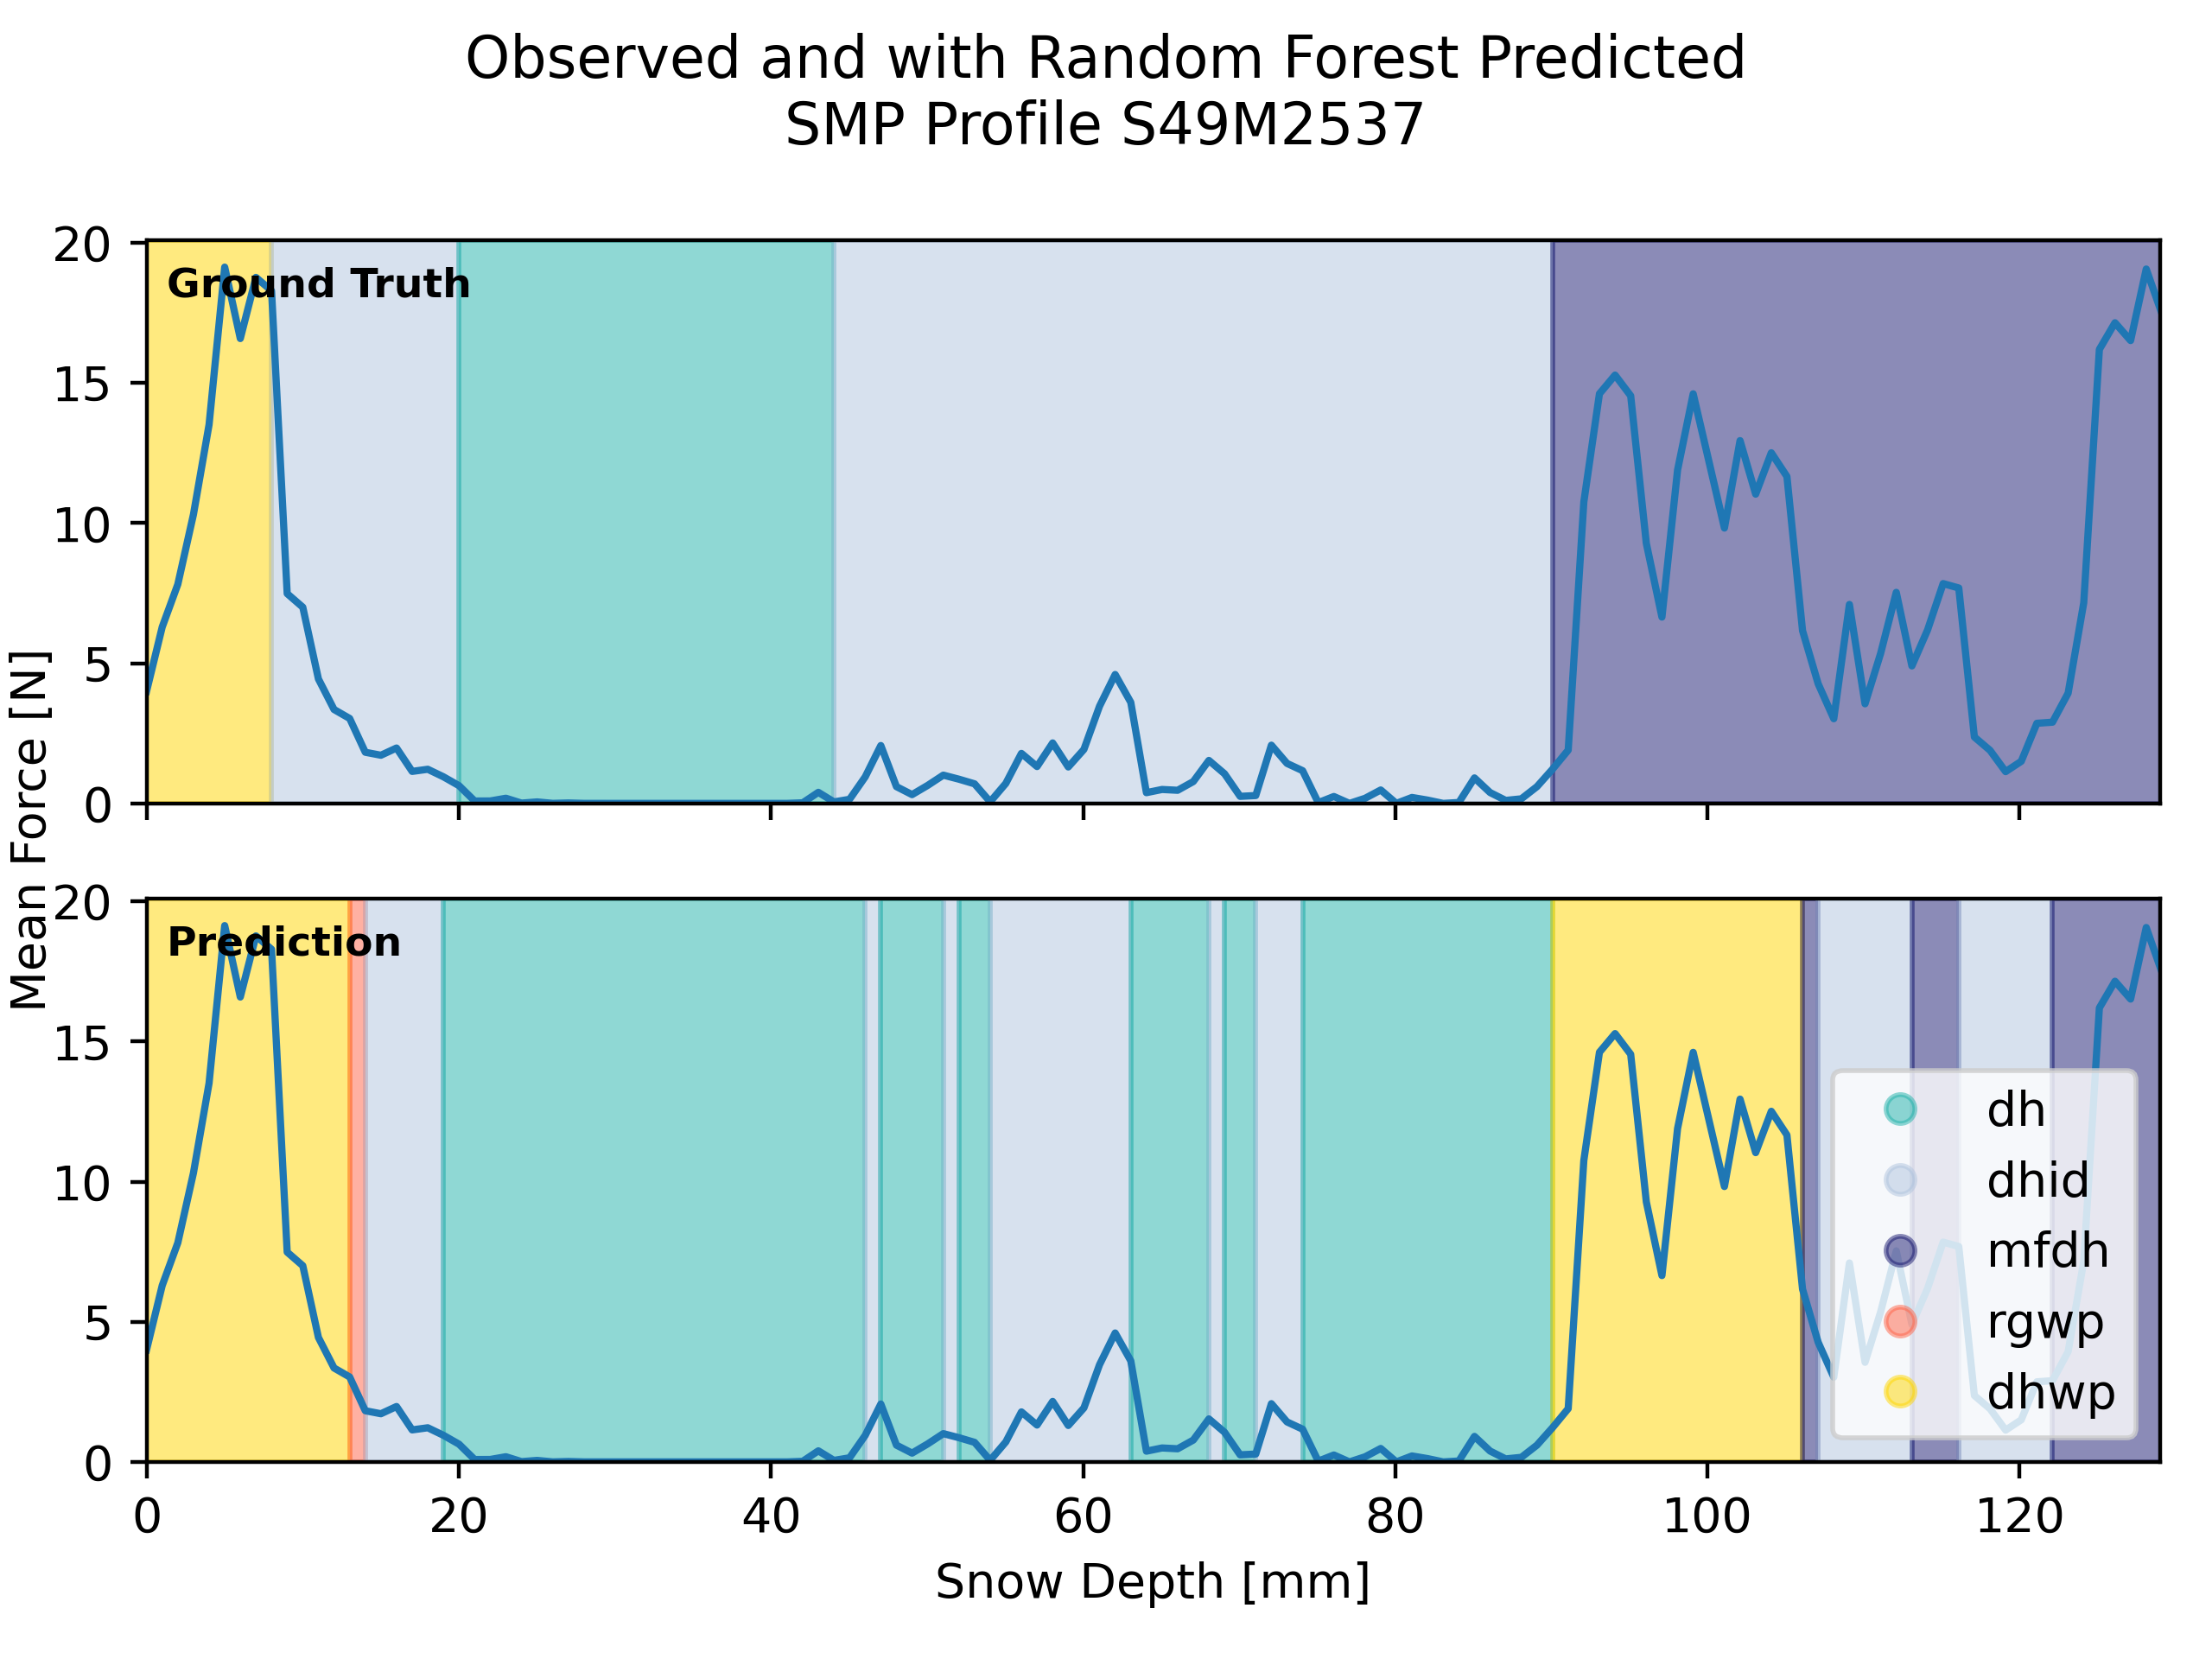 Observed and with Random Forest Predicted
SMP Profile S49M2537
20
15
10
5
0
Ground Truth
Mean Force [N]
20
15
10
5
0
Prediction
dh
dhid
mfdh
rgwp
dhwp
0 20 40 60 80 100 120
Snow Depth [mm]